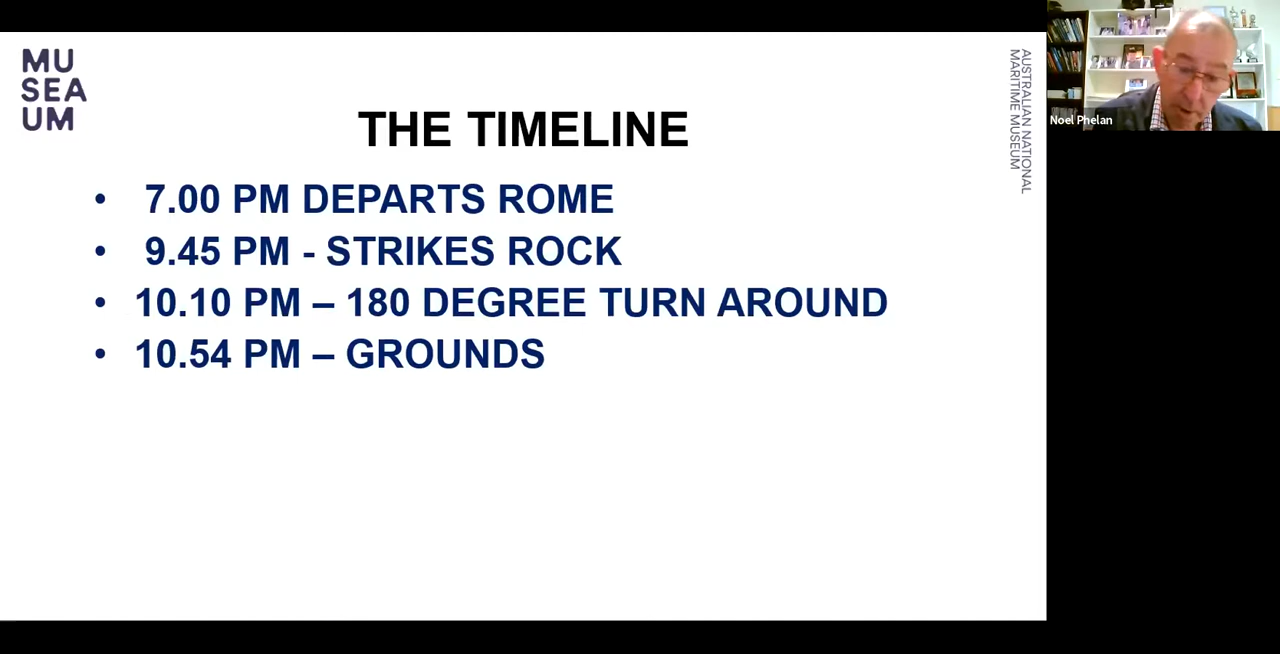 MU
SEA
UM
AUSTRALIAN NATIONAL
MARITIME MUSEUM
THE TIMELINE
• 7.00 PM DEPARTS ROME
• 9.45 PM - STRIKES ROCK
• 10.10 PM – 180 DEGREE TURN AROUND
• 10.54 PM – GROUNDS
Noel Phelan